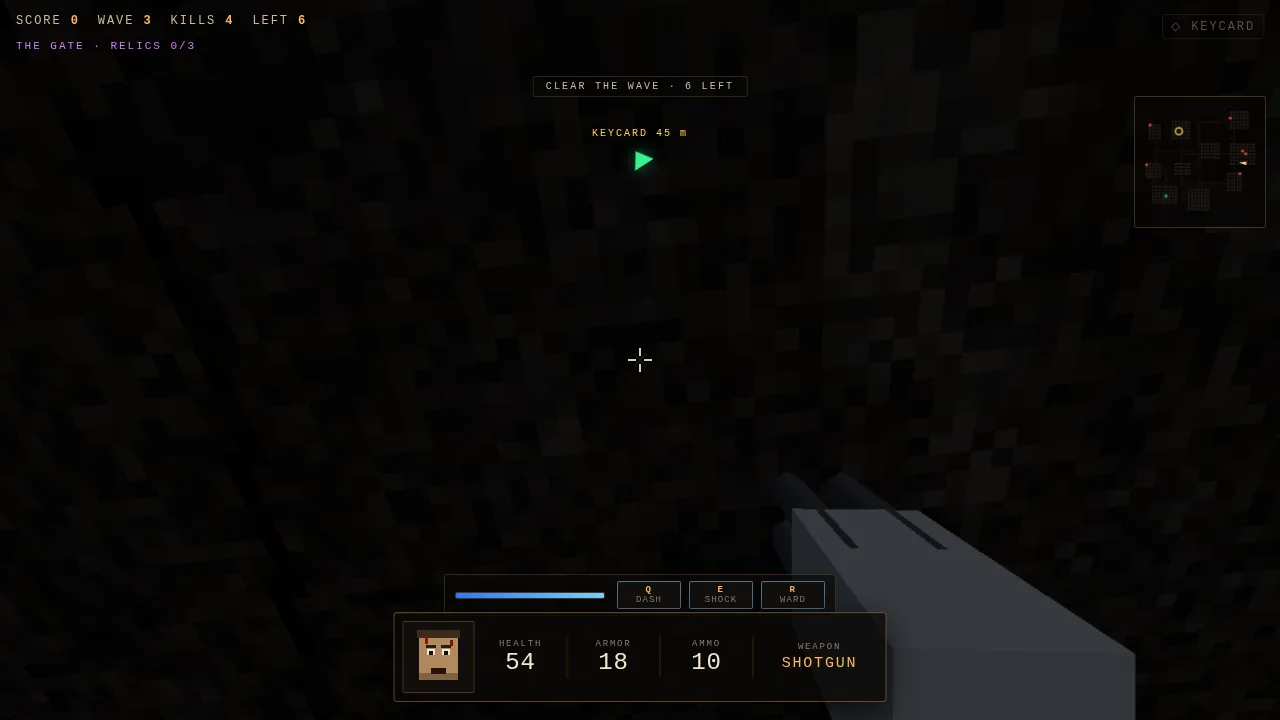 SCORE 0 WAVE 3 KILLS 4 LEFT 6
◇ KEYCARD
THE GATE · RELICS 0/3
CLEAR THE WAVE · 6 LEFT
KEYCARD 45 m
Q
DASH
E
SHOCK
R
WARD
HEALTH
54
ARMOR
18
AMMO
10
WEAPON
SHOTGUN